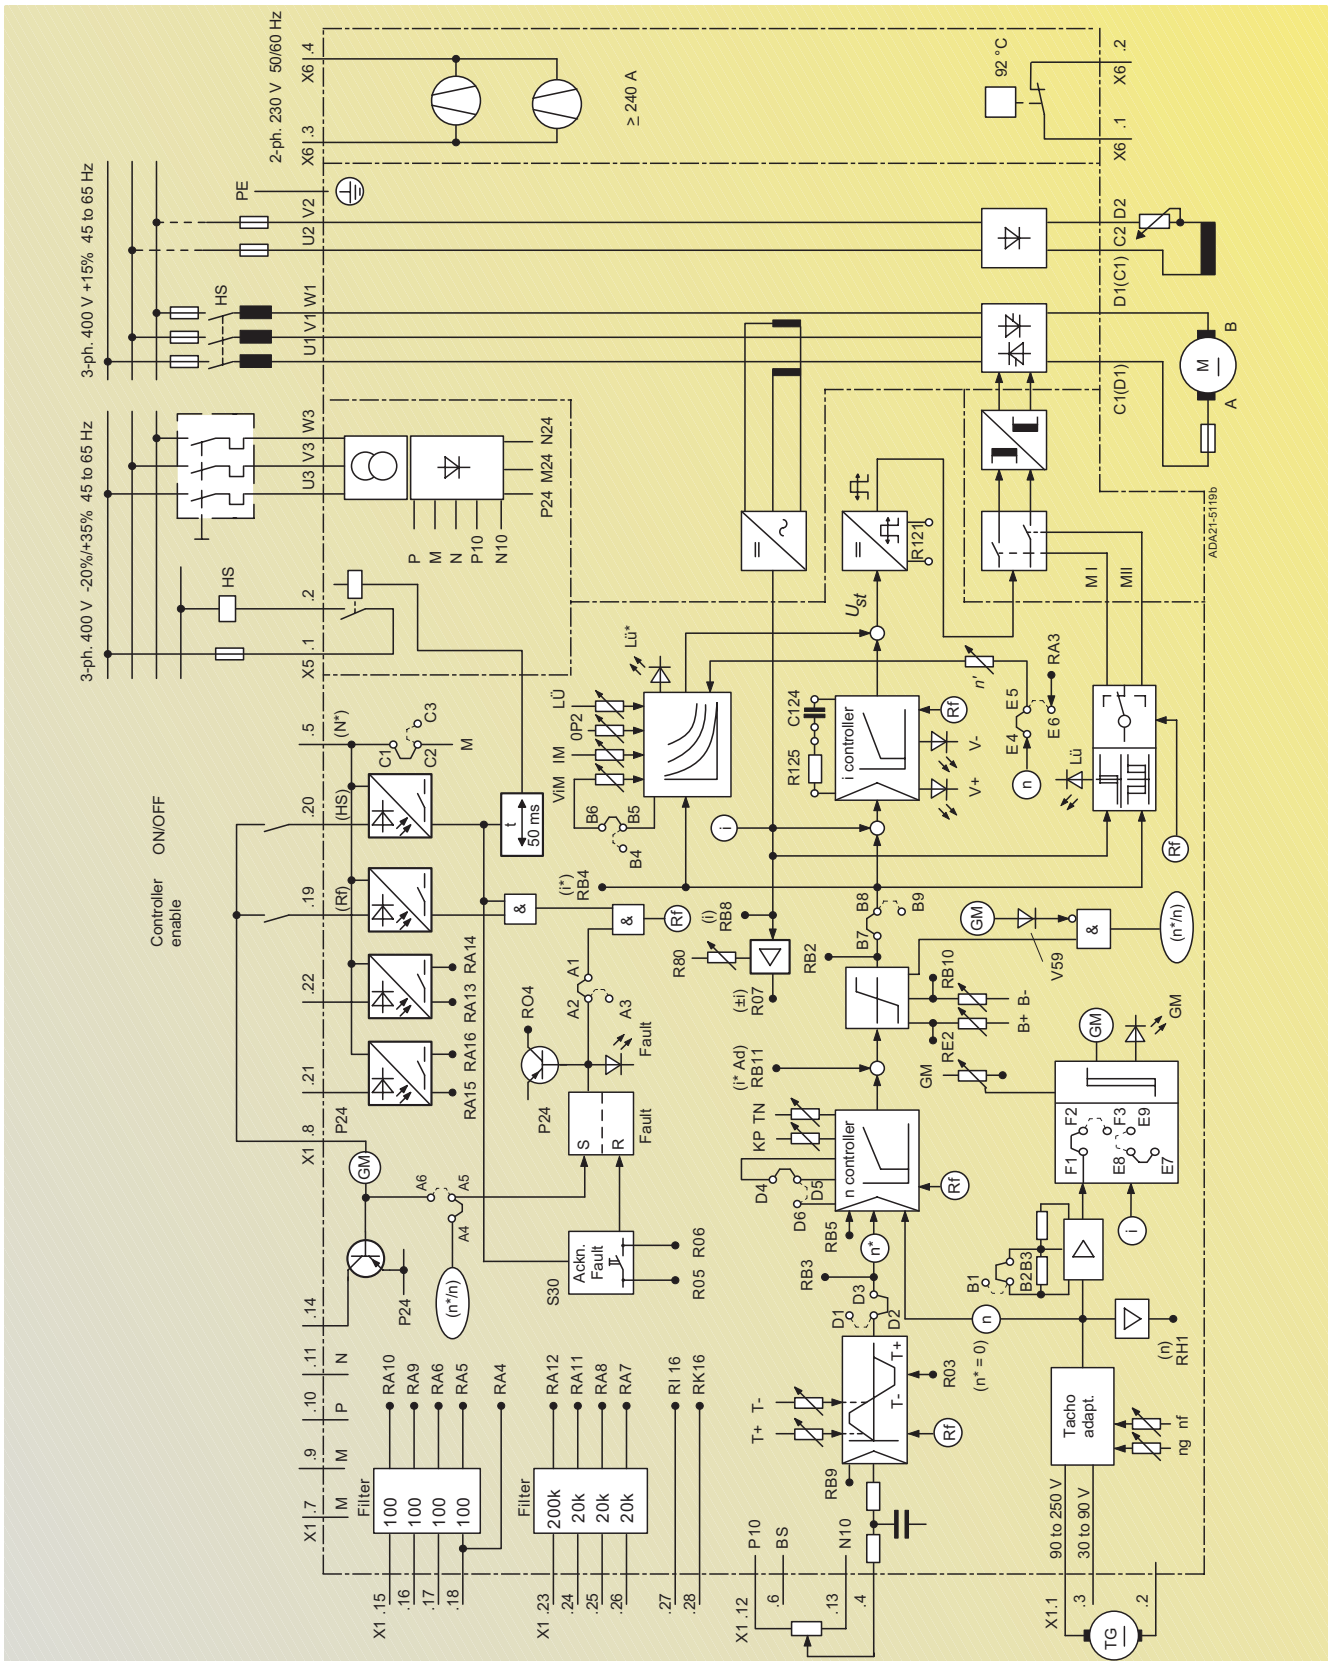 3-ph. 400 V -20%/+35% 45 to 65 Hz
3-ph. 400 V +15% 45 to 65 Hz
2-ph. 230 V 50/60 Hz
Controller enable
ON/OFF
X1 .7
.9
.10
.11
.14
X1 .8
.21
.22
.19
.20
.5
X5 .1
.2
U3 V3 W3
U1 V1 W1
U2 V2
X6 .3
X6 .4
M
M
P
N
P24
(Rf)
(HS)
(N*)
HS
HS
PE
P24
GM
A6
A5
A4
(n*/n)
RA15 RA16
RA13 RA14
C1
C2
C3
M
P
M
N
P10
N10
P24 M24 N24
≥ 240 A
92 °C
X6 .1
X6 .2
Filter
100
100
100
100
RA10
RA9
RA6
RA5
RA4
X1 .15
.16
.17
.18
Filter
200k
20k
20k
20k
RA12
RA11
RA8
RA7
X1 .23
.24
.25
.26
.27
.28
RI 16
RK16
S30
Ackn.
Fault
R05
R06
S
R
Fault
P24
RO4
Fault
A2
A1
A3
&
&
Rf
t
50 ms
(i*)
RB4
ViM
IM
0P2
LÜ
Lü*
B6
B5
B4
i
(i)
RB8
R80
(±i)
R07
X1 .12
.6
.13
.4
P10
BS
N10
RB9
T+ T-
T- T+
Rf
R03
(n* = 0)
D1
D3
D2
RB3
n*
RB5
n controller
KP TN
D4
D5
D6
Rf
(i* Ad)
RB11
RB2
B7
B8
B9
RE2
RB10
B+
B-
GM
i controller
R125
C124
V+
V-
Rf
Ust
R121
n
E4
E5
E6
RA3
n'
Lü
Rf
M I
MII
GM
V59
&
(n*/n)
X1.1
.3
.2
TG
90 to 250 V
30 to 90 V
Tacho
adapt.
ng nf
n
(n)
RH1
B1
B2
B3
F1
F2
F3
E8
E9
E7
i
GM
GM
C1(D1)
D1(C1)
C2
D2
A
B
M
ADA21-5119b